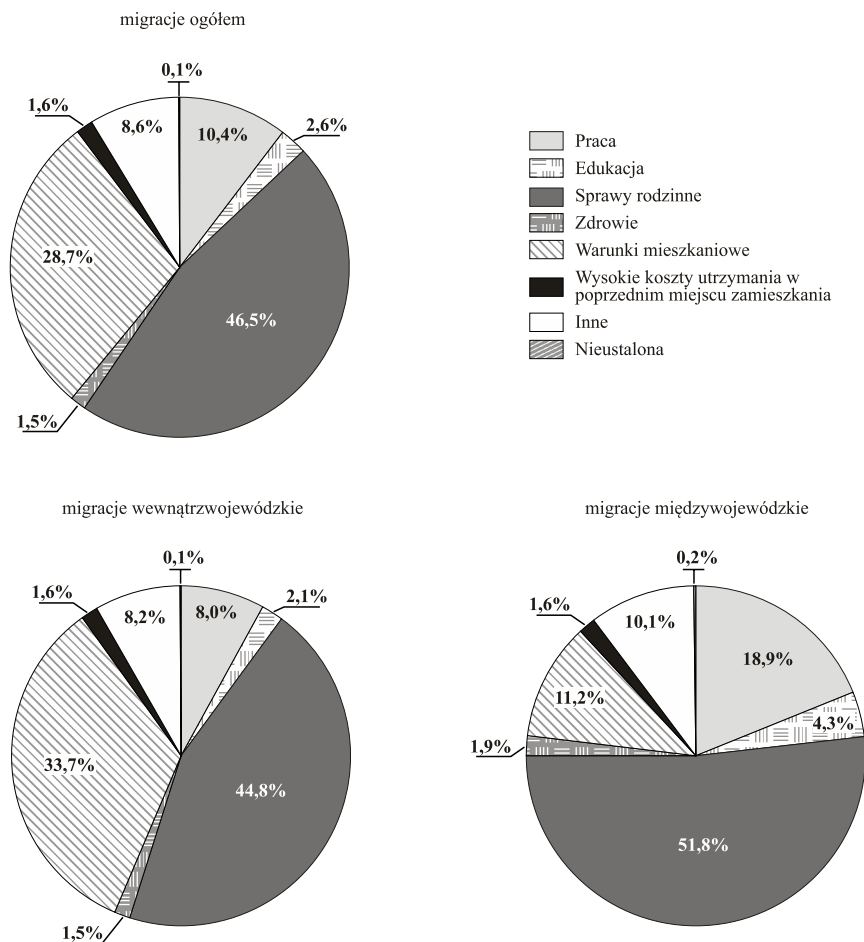 migracje ogółem
0,1%
1,6%
8,6%
10,4%
2,6%
28,7%
46,5%
1,5%
Praca
Edukacja
Sprawy rodzinne
Zdrowie
Warunki mieszkaniowe
Wysokie koszty utrzymania w
poprzednim miejscu zamieszkania
Inne
Nieustalona
migracje wewnątrzwojewódzkie
0,1%
1,6%
8,2%
8,0%
2,1%
33,7%
44,8%
1,5%
migracje międzywojewódzkie
0,2%
1,6%
10,1%
18,9%
11,2%
4,3%
1,9%
51,8%